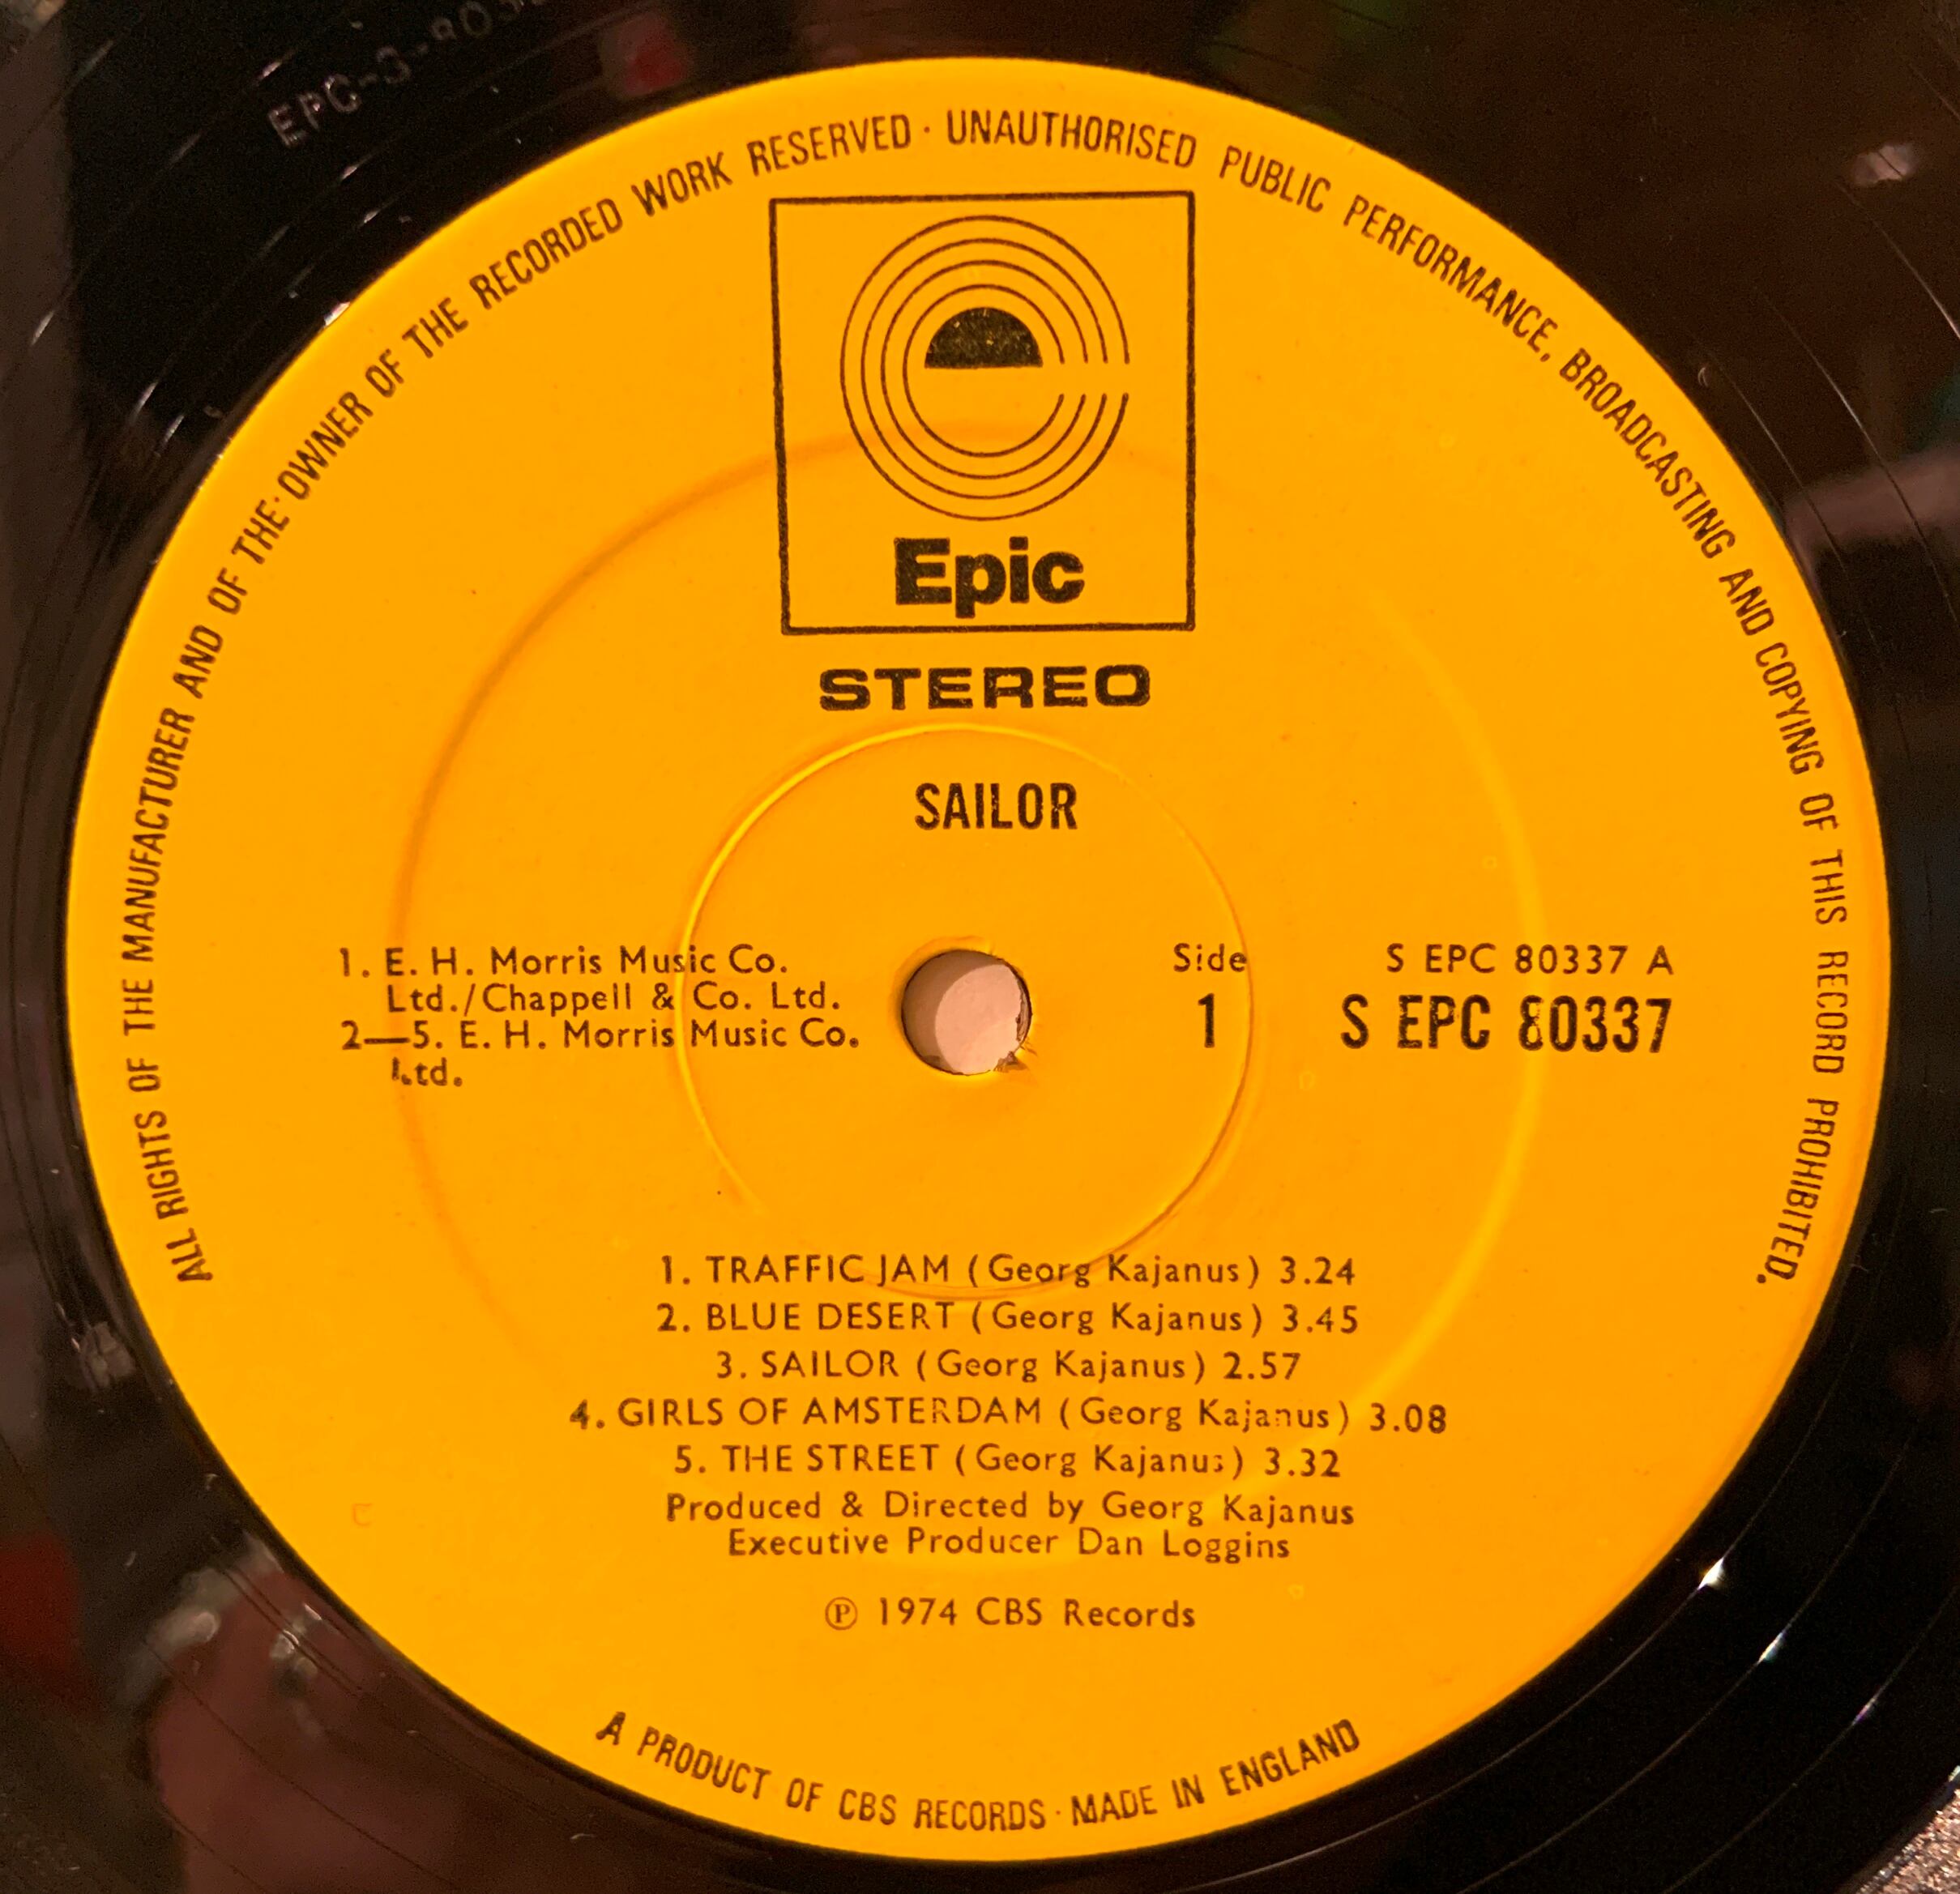 EPC-3-803
ALL RIGHTS OF THE MANUFACTURER AND OF THE OWNER OF THE RECORDED WORK RESERVED · UNAUTHORISED PUBLIC PERFORMANCE, BROADCASTING AND COPYING OF THIS RECORD PROHIBITED.
Epic
STEREO
SAILOR
1. E. H. Morris Music Co.
Ltd./Chappell & Co. Ltd.
2—5. E. H. Morris Music Co.
Ltd.
Side
1
S EPC 80337 A
S EPC 80337
1. TRAFFIC JAM (Georg Kajanus) 3.24
2. BLUE DESERT (Georg Kajanus) 3.45
3. SAILOR (Georg Kajanus) 2.57
4. GIRLS OF AMSTERDAM (Georg Kajanus) 3.08
5. THE STREET (Georg Kajanus) 3.32
Produced & Directed by Georg Kajanus
Executive Producer Dan Loggins
℗ 1974 CBS Records
A PRODUCT OF CBS RECORDS · MADE IN ENGLAND